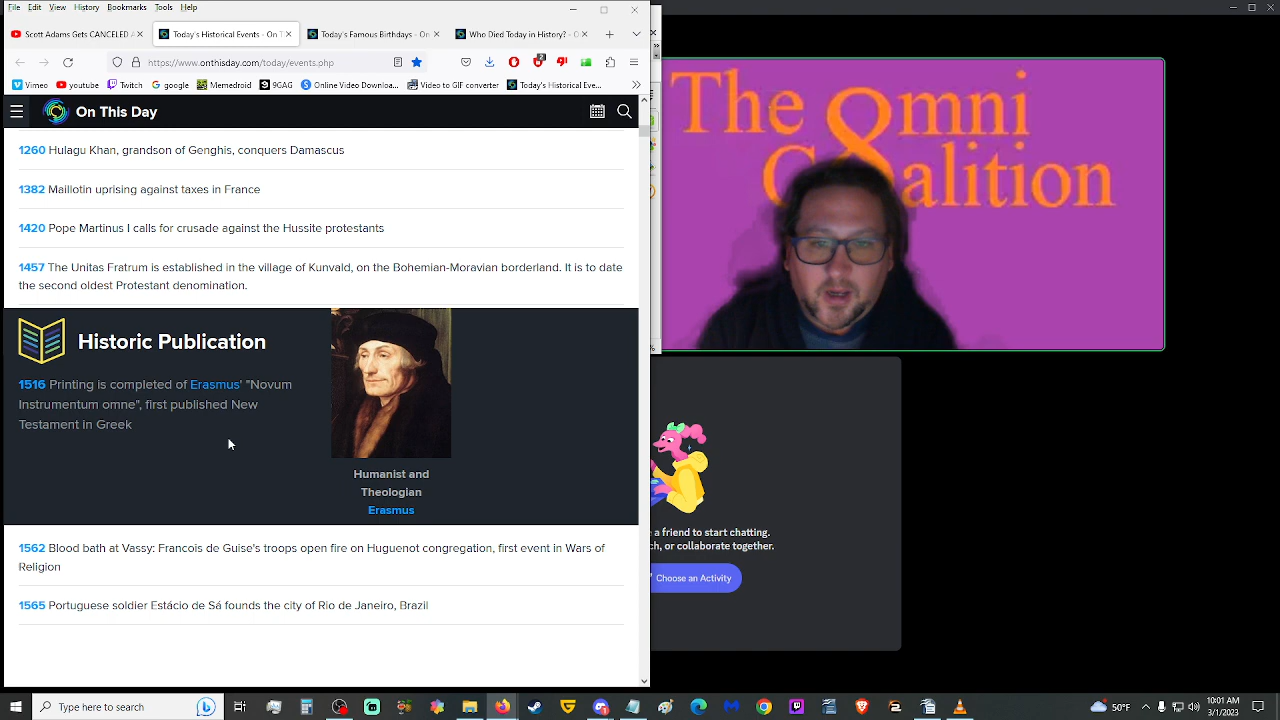 File Edit View History Bookmarks Tools Help
Scott Adams Gets CANCELED A
Today's Historical Events - On T
Today's Famous Birthdays - On
Who Died Today in History? - O
https://www.onthisday.com/today/events.php
2
Vimeo youtube Twitch google Memdroid 9GAG Online Video Download... Video to GIF converter Today's Historical Eve...
On The Day
1260 Hulagu Khan, grandson of Genghis, conquers Damascus
1382 Maillotin uprising against taxes in France
1420 Pope Martinus I calls for crusade against the Hussite protestants
1457 The Unitas Fratrum is established in the village of Kunvald, on the Bohemian-Moravian borderland. It is to date
the second oldest Protestant denomination.
Historic Publication
1516 Printing is completed of Erasmus' "Novum
Instrumentum omne", first published New
Testament in Greek
Humanist and
Theologian
Erasmus
1562 Blood bath at Vassy: Francois de Guise's troops open fire on Huguenot congregation, first event in Wars of
Religion
1565 Portuguese soldier Estácio de Sá founds the city of Rio de Janeiro, Brazil
The Omni
C alition
a friend to start chatting.
or collaborate together.
Choose an Activity
Type here to search
50°F
10:01 AM
3/1/2023